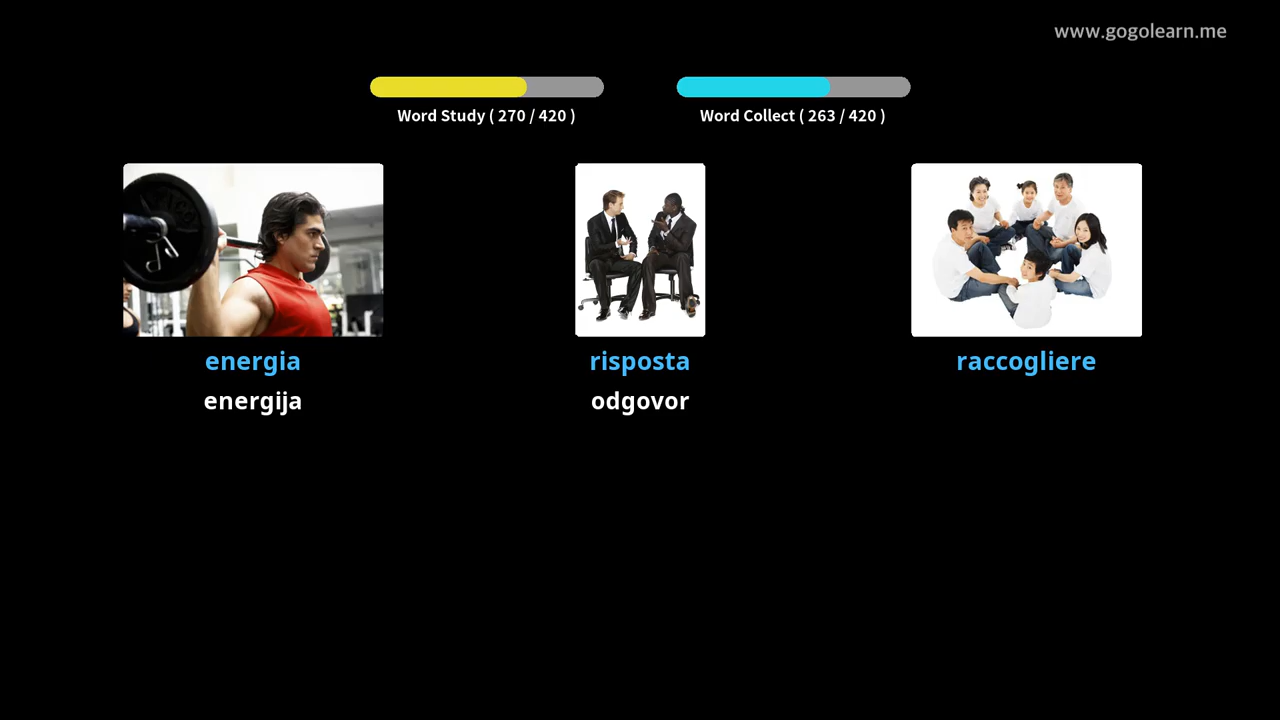 www.gogolearn.me
Word Study ( 270 / 420 )
Word Collect ( 263 / 420 )
energia
risposta
raccogliere
energija
odgovor